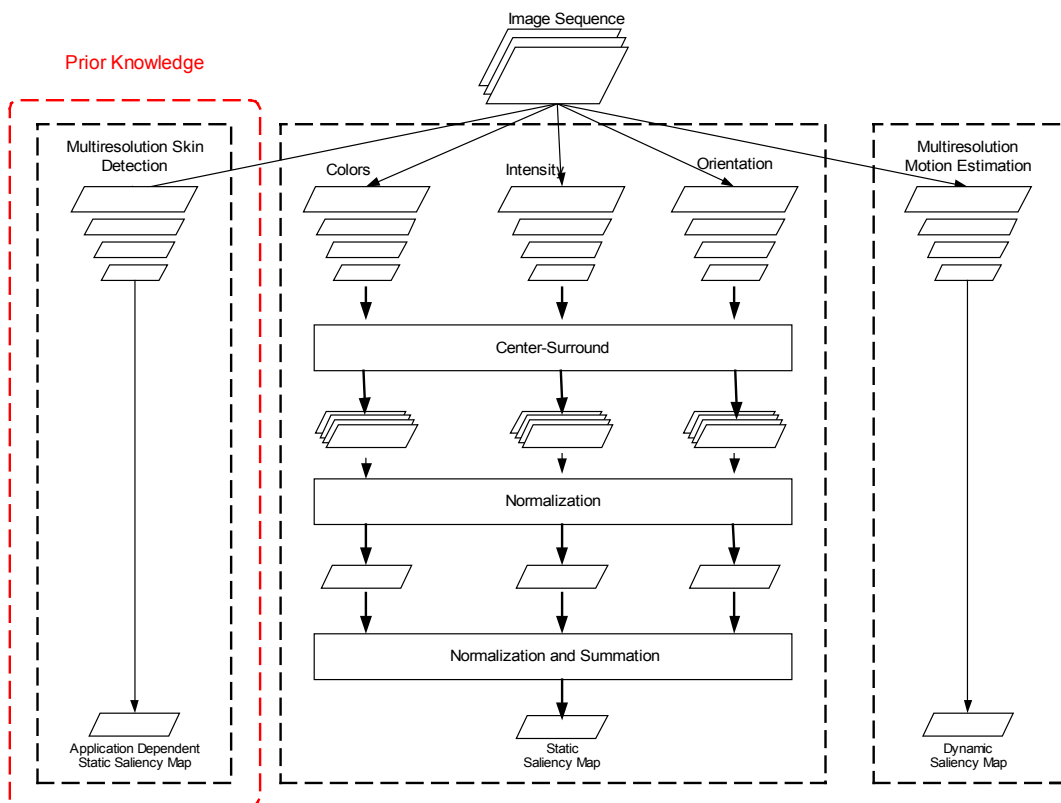 Image Sequence
Prior Knowledge
Multiresolution Skin
Detection
Colors
Intensity
Orientation
Multiresolution
Motion Estimation
Center-Surround
Normalization
Normalization and Summation
Application Dependent
Static Saliency Map
Static
Saliency Map
Dynamic
Saliency Map